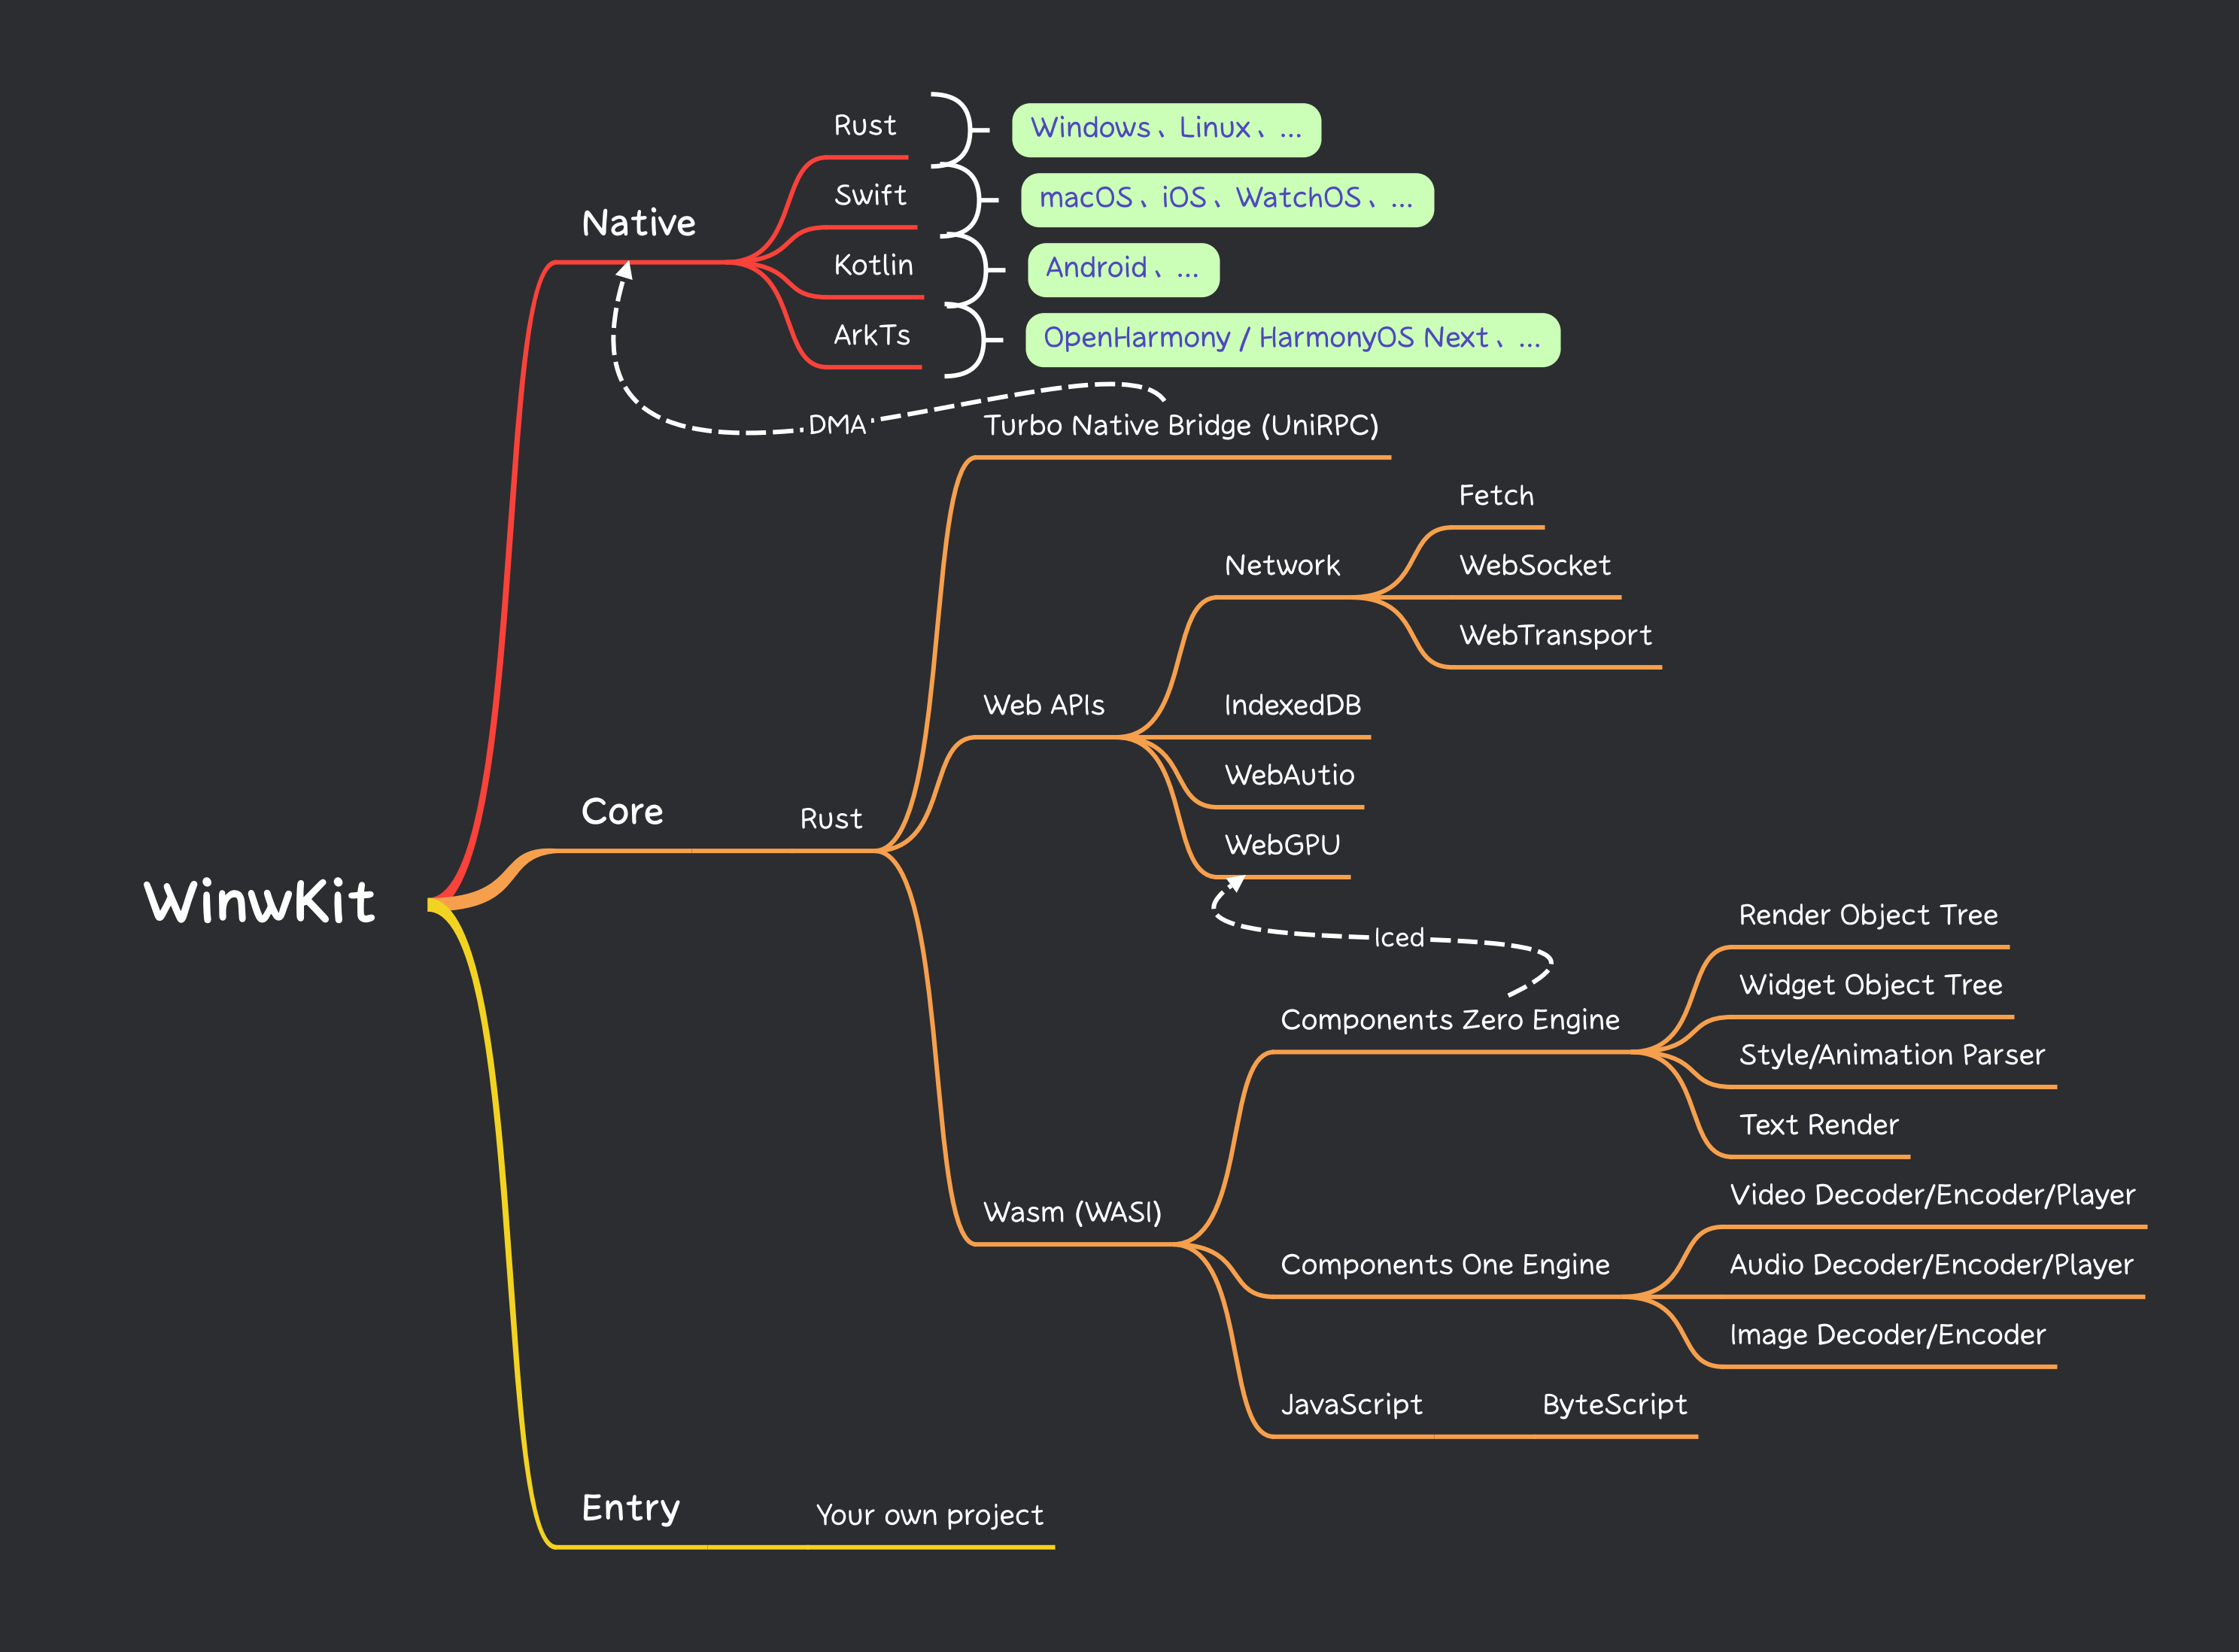 Rust
Windows、Linux、...
Swift
macOS、iOS、WatchOS、...
Native
Kotlin
Android、...
ArkTs
OpenHarmony / HarmonyOS Next、...
DMA
Turbo Native Bridge (UniRPC)
Fetch
Network
WebSocket
WebTransport
Web APIs
IndexedDB
WebAutio
Core
Rust
WebGPU
WinwKit
Iced
Render Object Tree
Widget Object Tree
Components Zero Engine
Style/Animation Parser
Text Render
Video Decoder/Encoder/Player
Wasm (WASI)
Components One Engine
Audio Decoder/Encoder/Player
Image Decoder/Encoder
JavaScript
ByteScript
Entry
Your own project